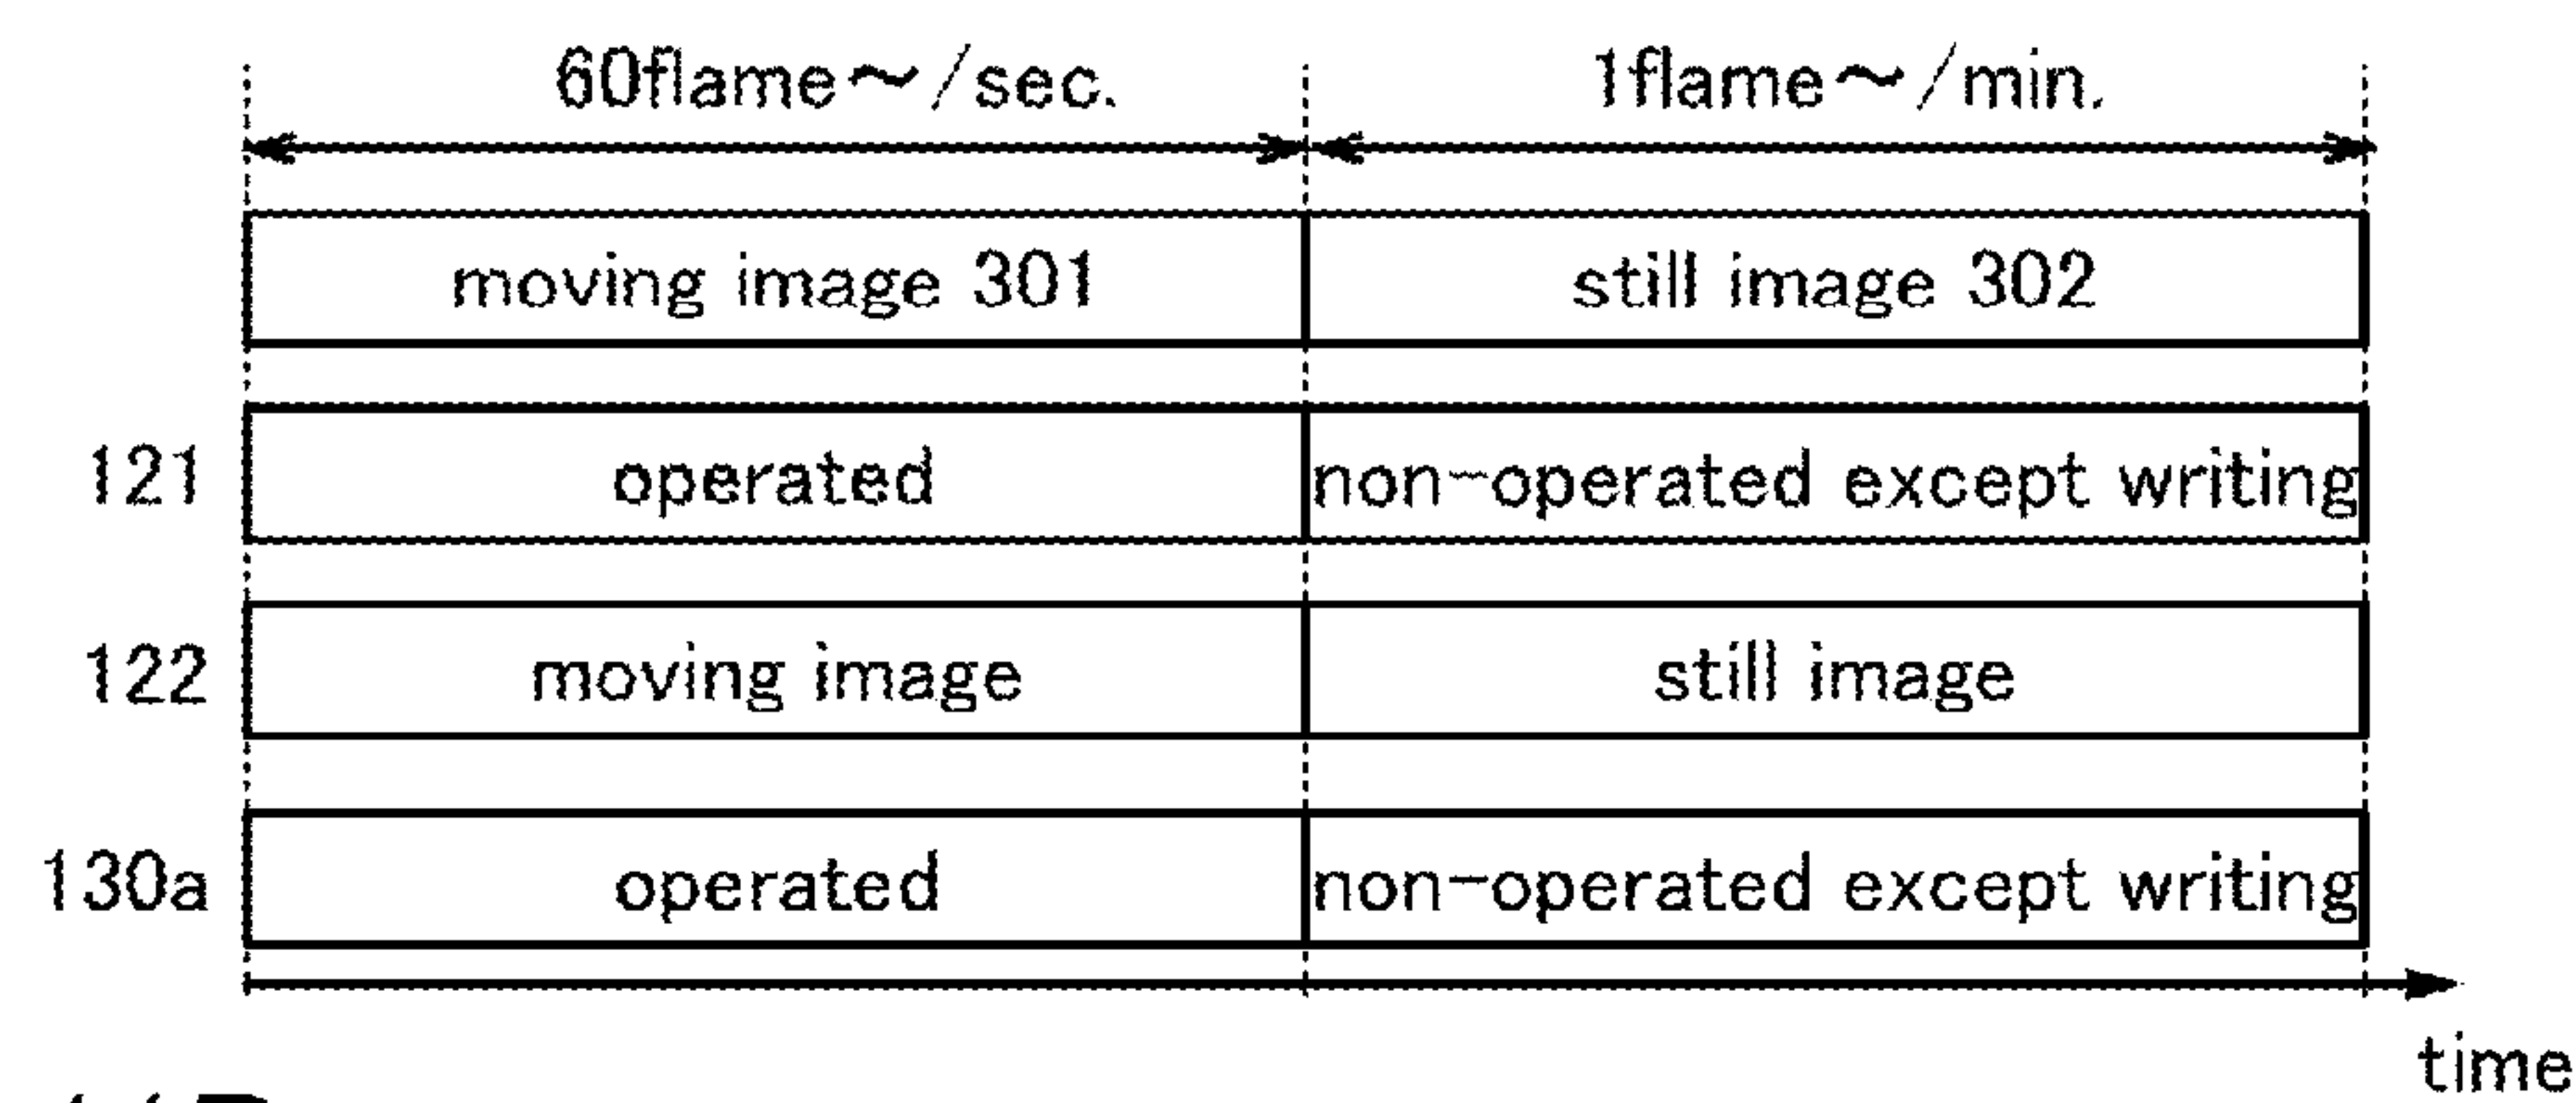 60flame～/sec. 1flame～/min.
moving image 301 still image 302
121 operated non-operated except writing
122 moving image still image
130a operated non-operated except writing
time